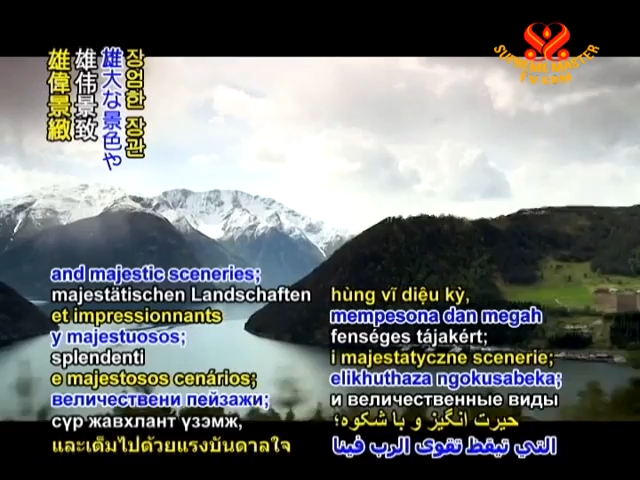 SUPREME MASTER
TV
雄偉景緻
雄伟景致
雄大な景色や
장엄한 장관
and majestic sceneries;
majestätischen Landschaften
et impressionnants
y majestuosos;
splendenti
e majestosos cenários;
величествени пейзажи;
сүр жавхлант үзэмж,
และเต็มไปด้วยแรงบันดาลใจ
hùng vĩ diệu kỳ,
mempesona dan megah
fenséges tájakért;
i majestatyczne scenerie;
elikhuthaza ngokusabeka;
и величественные виды
حیرت انگیز و با شکوه؛
التي تيقظ تقوى الرب فينا